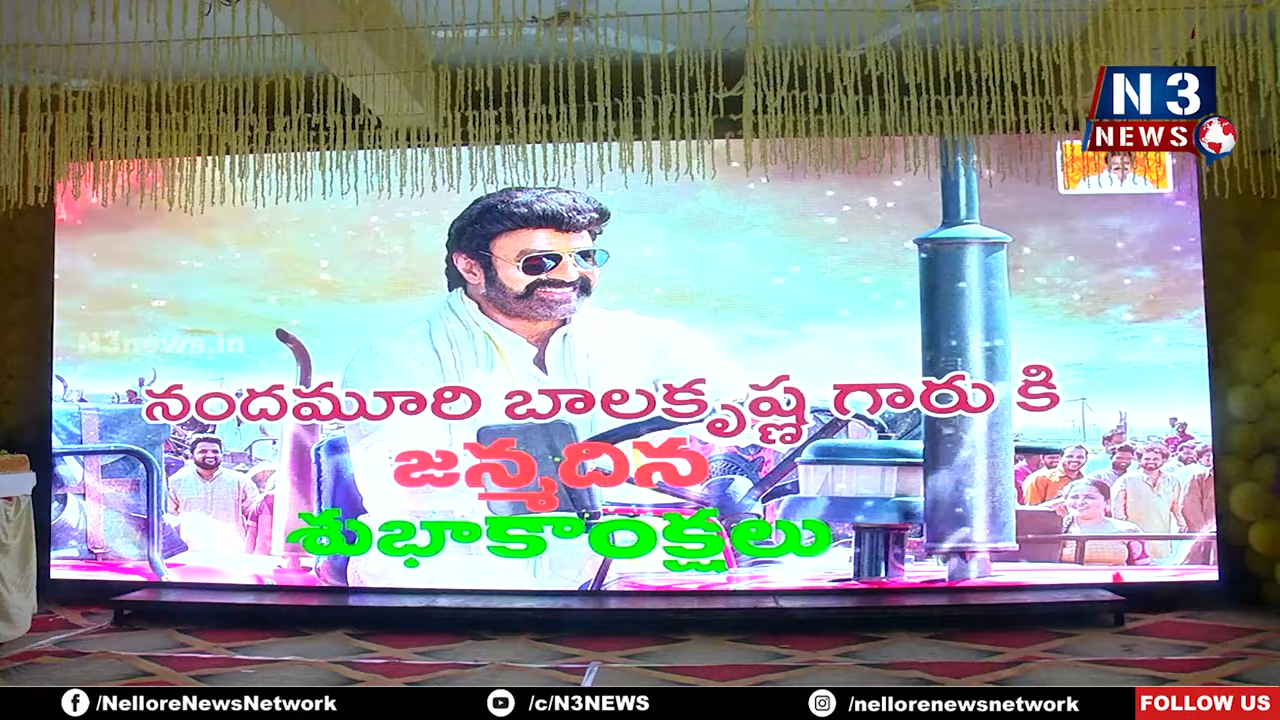 N3
NEWS
N3news.in
నందమూరి బాలకృష్ణ గారు కి
జన్మదిన
శుభాకాంక్షలు
/NelloreNewsNetwork
/c/N3NEWS
/nellorenewsnetwork
FOLLOW US